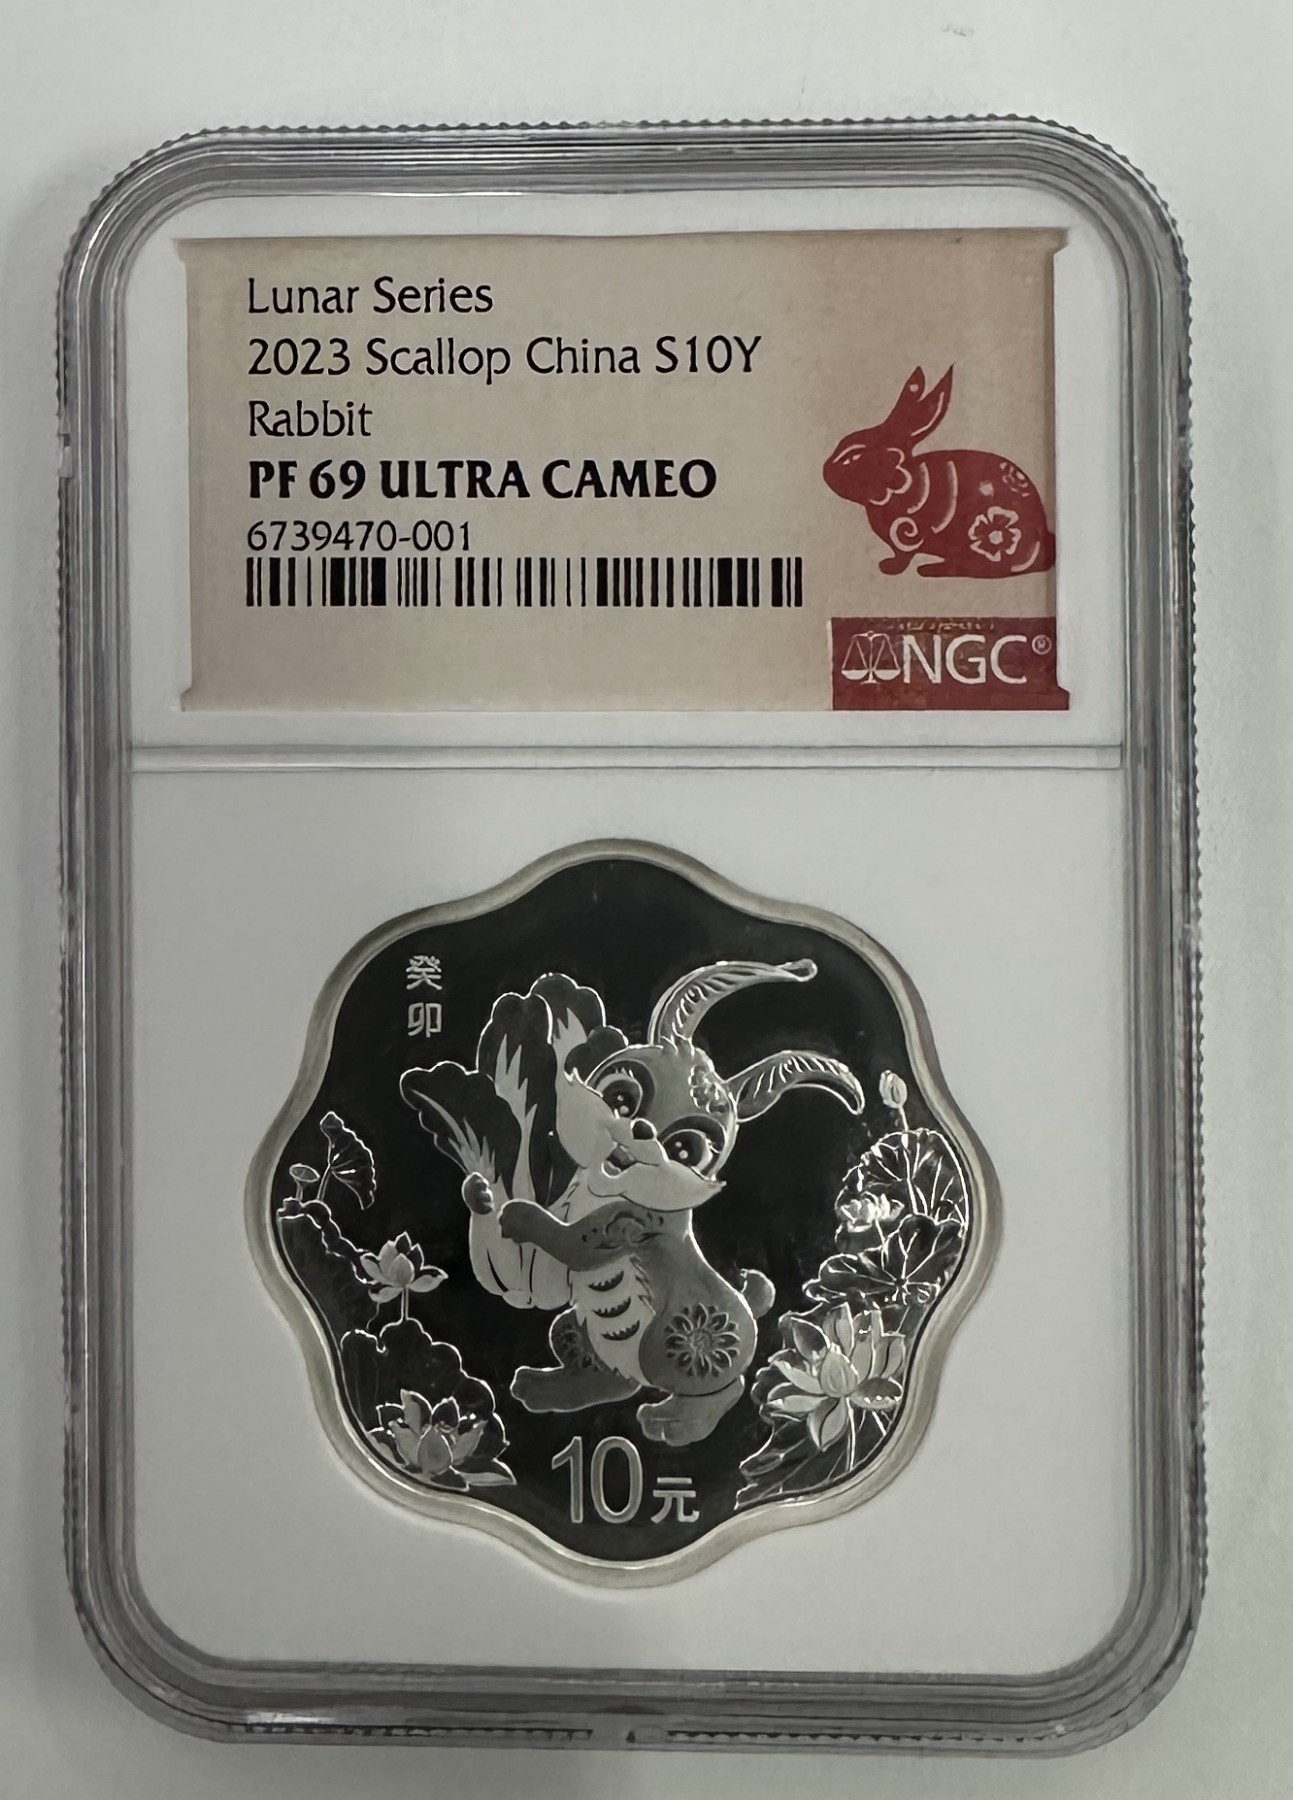 Lunar Series
2023 Scallop China S10Y
Rabbit
PF 69 ULTRA CAMEO
6739470-001
NGC®
癸
卯
10元